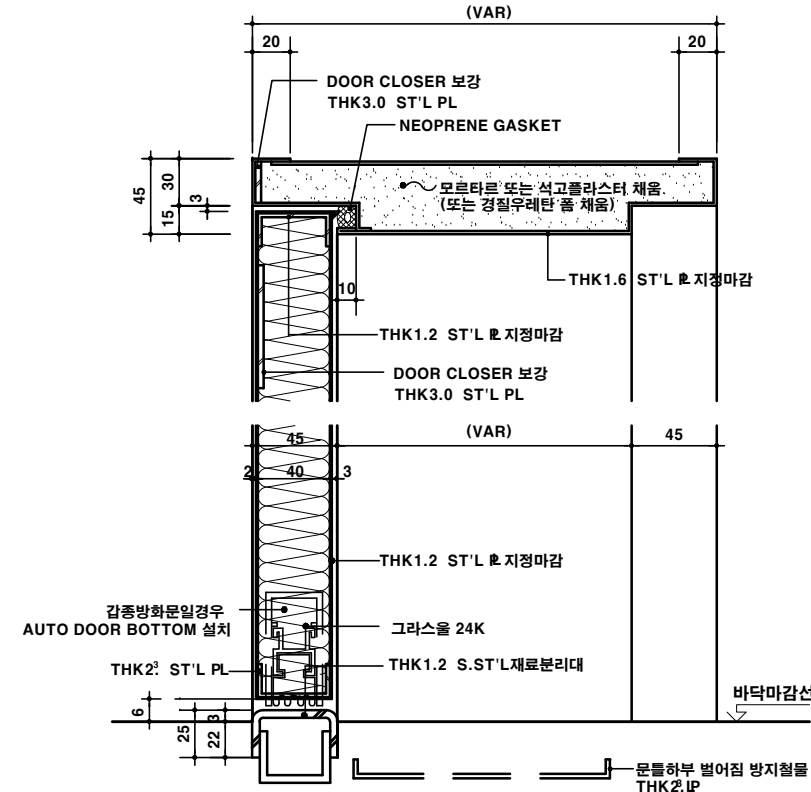 (VAR)
20
20
DOOR CLOSER 보강
THK3.0 ST'L PL
NEOPRENE GASKET
45
30
3
15
모르타르 또는 석고플라스터 채움
(또는 경질우레탄 폼 채움)
10
THK1.6 ST'L PL 지정마감
THK1.2 ST'L PL 지정마감
DOOR CLOSER 보강
THK3.0 ST'L PL
45
(VAR)
45
2
40
3
THK1.2 ST'L PL 지정마감
갑종방화문일경우
AUTO DOOR BOTTOM 설치
그라스울 24K
THK2.3 ST'L PL
THK1.2 S.ST'L재료분리대
바닥마감선
6
25
3
22
문틀하부 벌어짐 방지철물